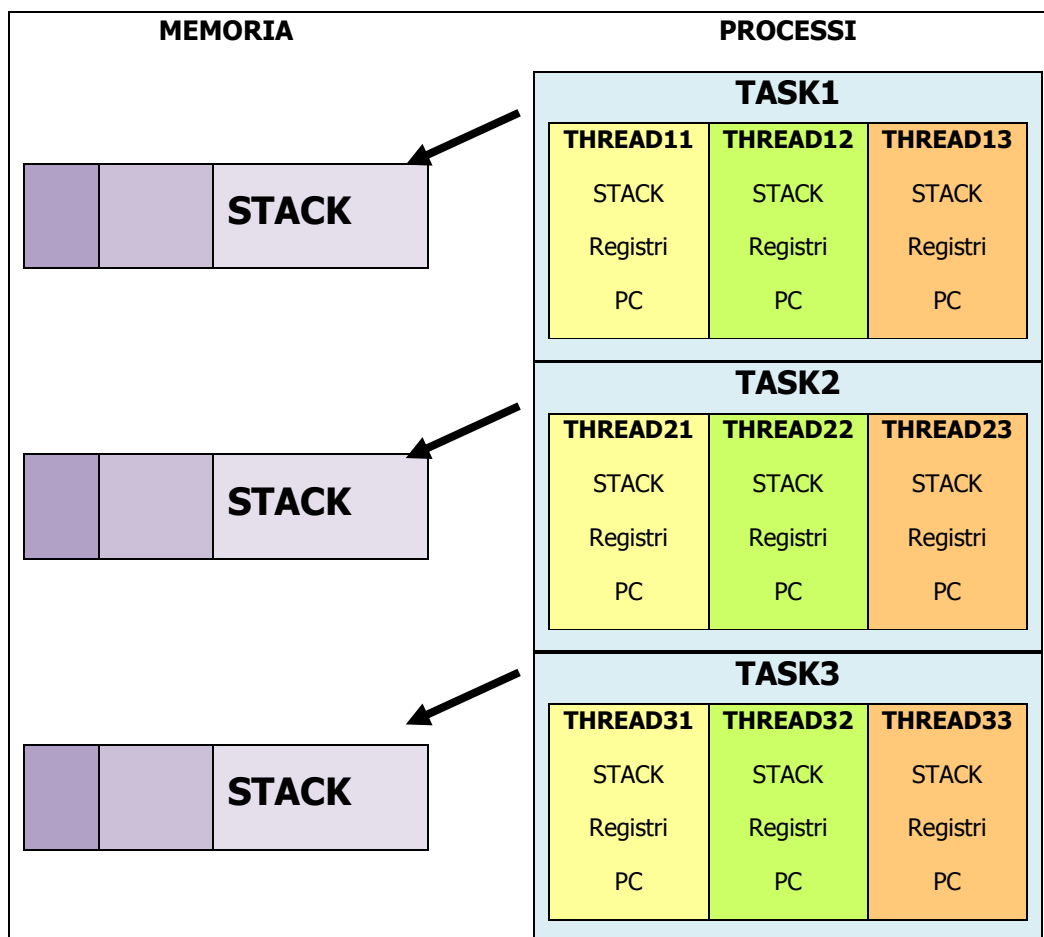 MEMORIA PROCESSI
TASK1
THREAD11 THREAD12 THREAD13
STACK
STACK STACK STACK
Registri Registri Registri
PC PC PC
TASK2
THREAD21 THREAD22 THREAD23
STACK
STACK STACK STACK
Registri Registri Registri
PC PC PC
TASK3
THREAD31 THREAD32 THREAD33
STACK
STACK STACK STACK
Registri Registri Registri
PC PC PC